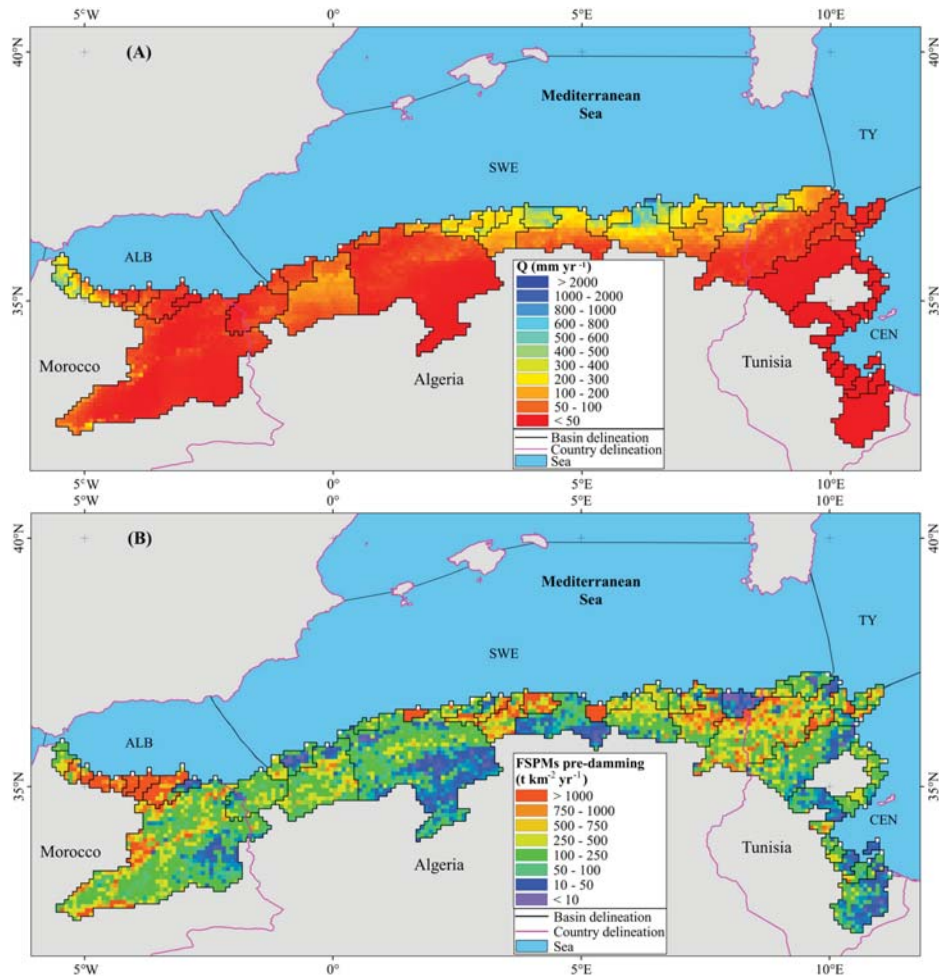 5°W 0° 5°E 10°E
(A)
40°N 40°N
Mediterranean
Sea
TY
SWE
ALB
35°N 35°N
Q (mm yr⁻¹)
> 2000
1000 - 2000
800 - 1000
600 - 800
500 - 600
400 - 500
300 - 400
200 - 300
100 - 200
50 - 100
< 50
Basin delineation
Country delineation
Sea
CEN
Morocco
Algeria
Tunisia
5°W 0° 5°E 10°E
5°W 0° 5°E 10°E
(B)
40°N 40°N
Mediterranean
Sea
TY
SWE
ALB
35°N 35°N
FSPMs pre-damming
(t km⁻² yr⁻¹)
> 1000
750 - 1000
500 - 750
250 - 500
100 - 250
50 - 100
10 - 50
< 10
Basin delineation
Country delineation
Sea
CEN
Morocco
Algeria
Tunisia
5°W 0° 5°E 10°E